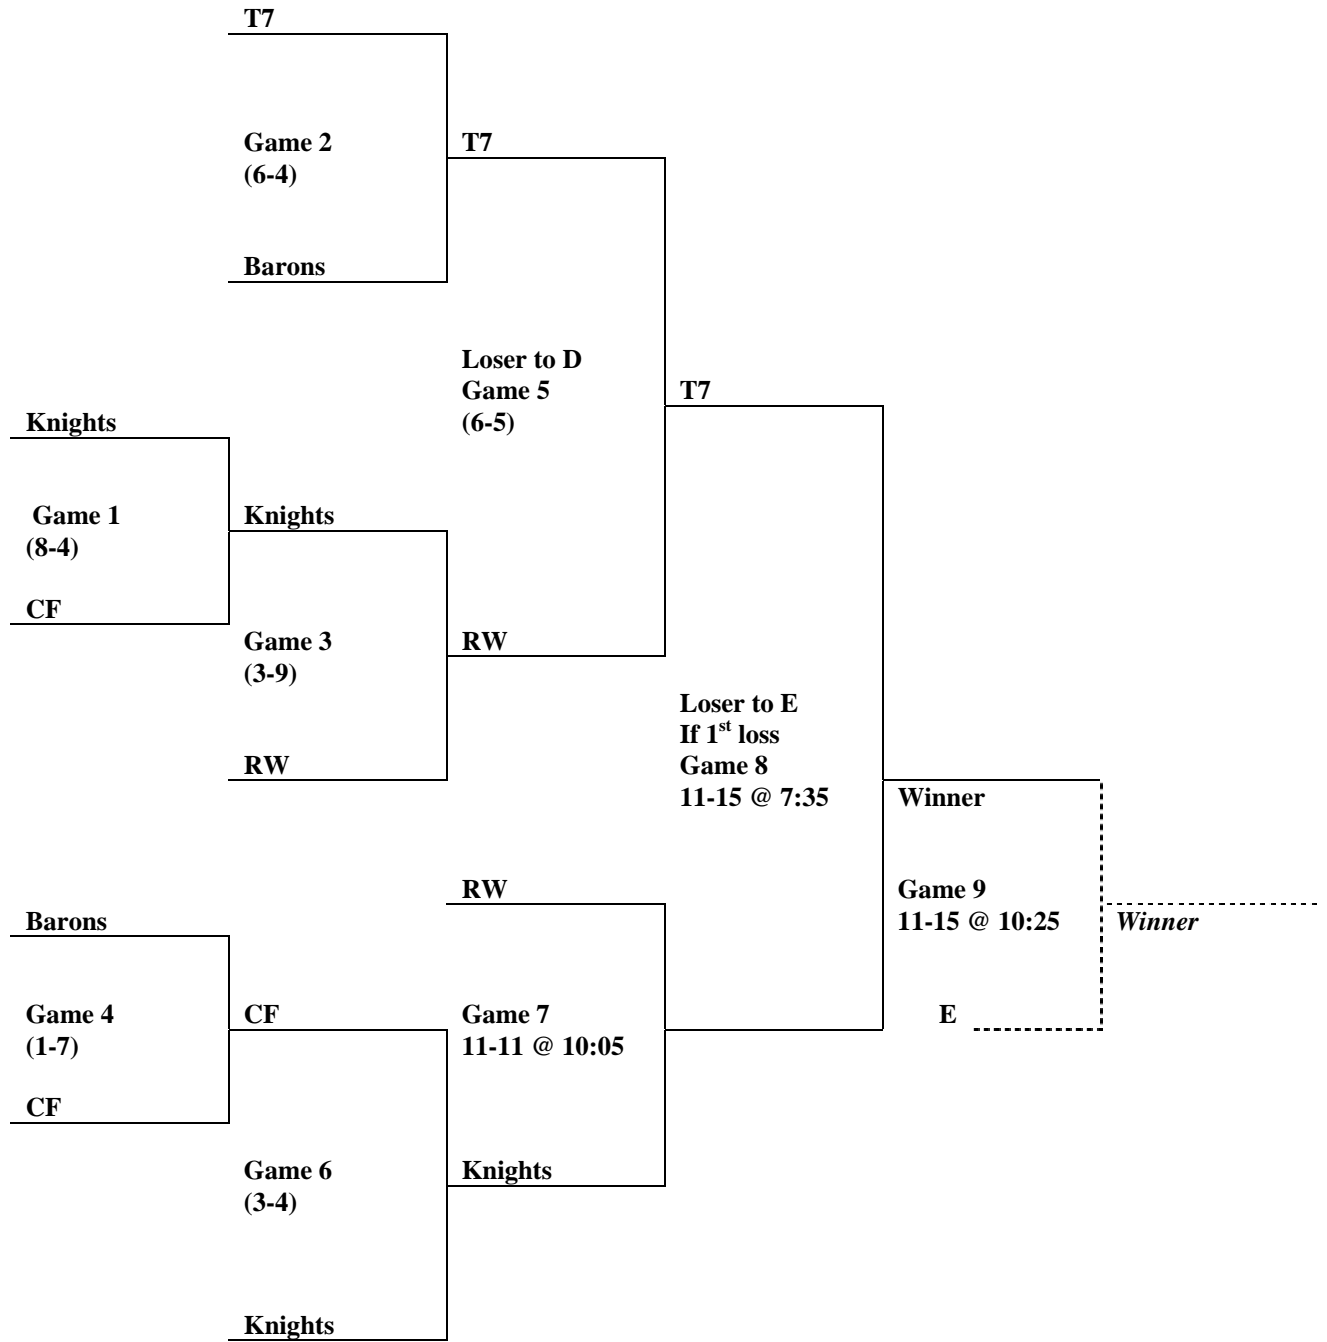 T7
Game 2
(6-4)
T7
Barons
Loser to D
Game 5
(6-5)
T7
Knights
Game 1
(8-4)
Knights
CF
Game 3
(3-9)
RW
RW
Loser to E
If 1st loss
Game 8
11-15 @ 7:35
Winner
RW
Game 9
11-15 @ 10:25
Winner
Barons
Game 4
(1-7)
CF
Game 7
11-11 @ 10:05
E
CF
Game 6
(3-4)
Knights
Knights